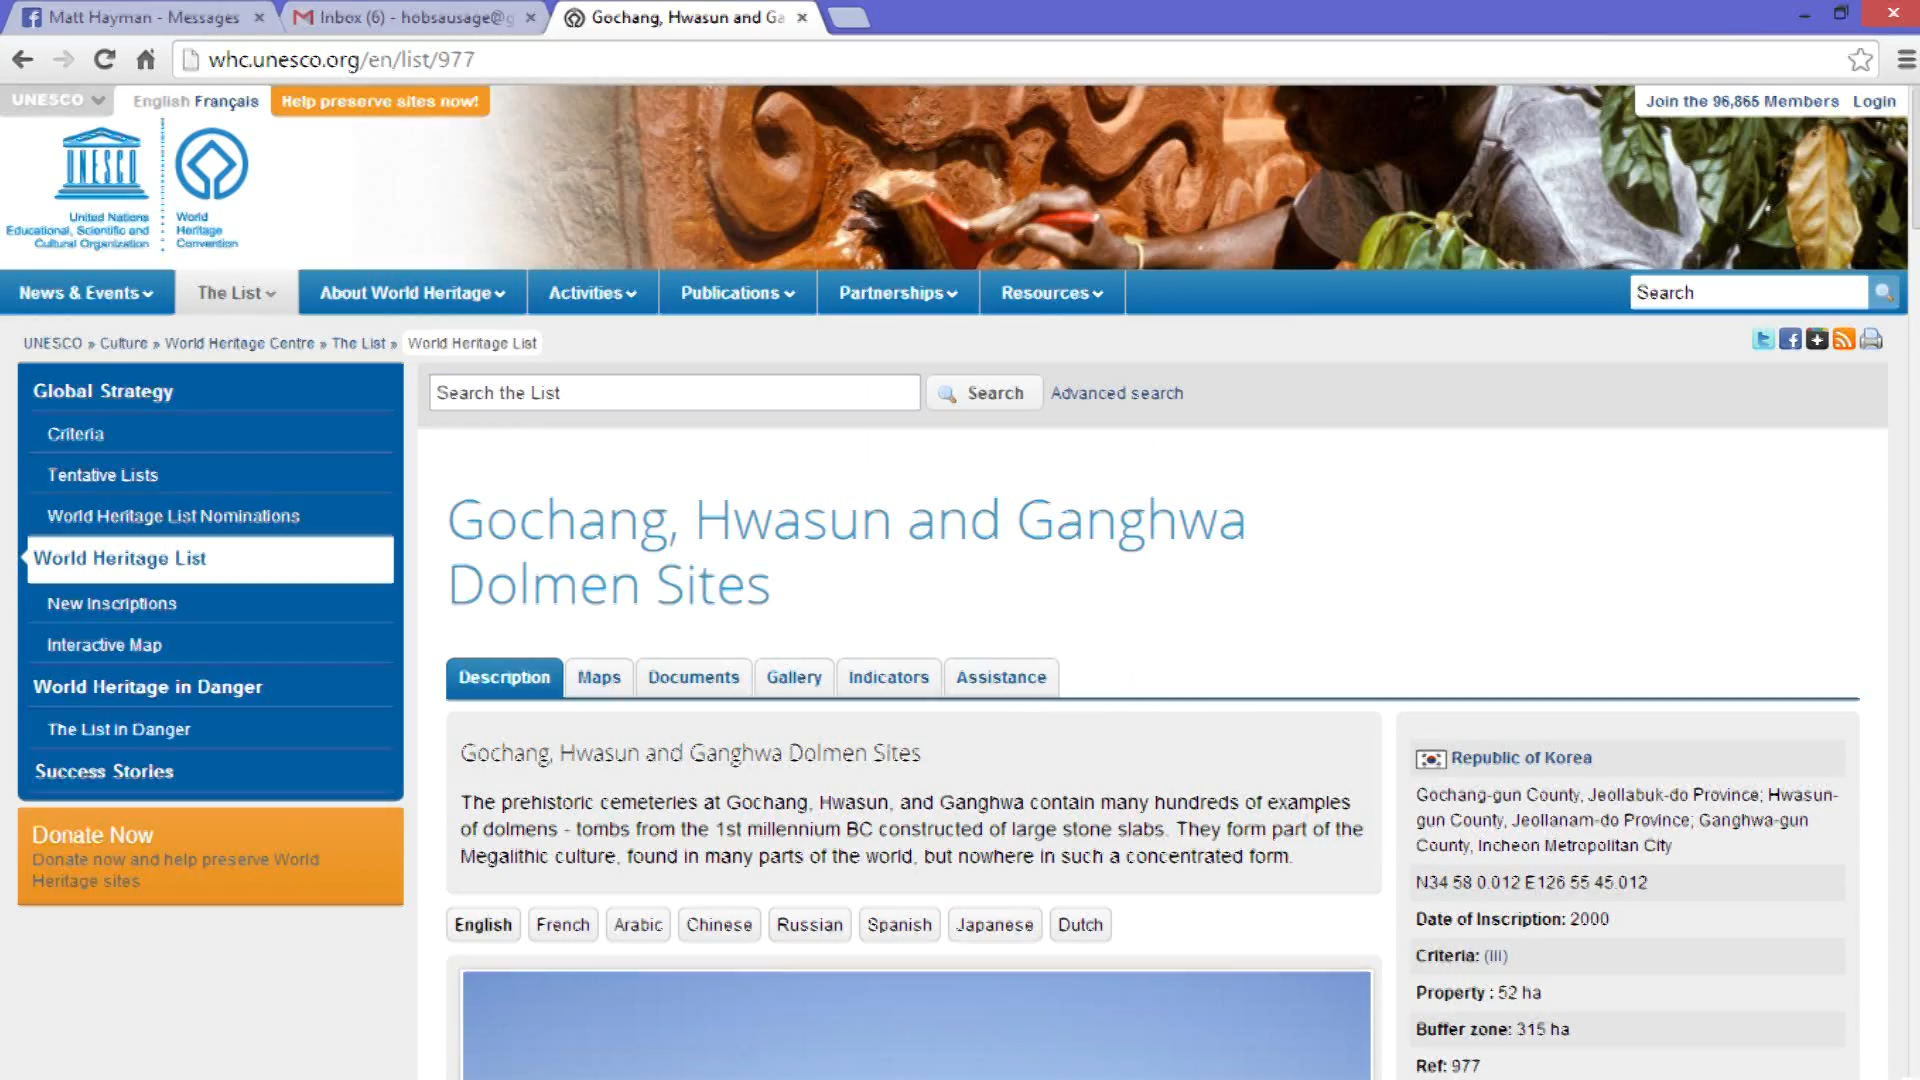 Matt Hayman - Messages
Inbox (6) - hobsausage@g
Gochang, Hwasun and Ga
whc.unesco.org/en/list/977
UNESCO
English Français
Help preserve sites now!
Join the 96,865 Members Login
UNESCO
United Nations
Educational, Scientific and
Cultural Organization
World
Heritage
Convention
News & Events
The List
About World Heritage
Activities
Publications
Partnerships
Resources
Search
UNESCO » Culture » World Heritage Centre » The List » World Heritage List
Global Strategy
Criteria
Tentative Lists
World Heritage List Nominations
World Heritage List
New Inscriptions
Interactive Map
World Heritage in Danger
The List in Danger
Success Stories
Donate Now
Donate now and help preserve World
Heritage sites
Search the List
Search
Advanced search
Gochang, Hwasun and Ganghwa
Dolmen Sites
Description
Maps
Documents
Gallery
Indicators
Assistance
Gochang, Hwasun and Ganghwa Dolmen Sites
The prehistoric cemeteries at Gochang, Hwasun, and Ganghwa contain many hundreds of examples
of dolmens - tombs from the 1st millennium BC constructed of large stone slabs. They form part of the
Megalithic culture, found in many parts of the world, but nowhere in such a concentrated form.
English
French
Arabic
Chinese
Russian
Spanish
Japanese
Dutch
Republic of Korea
Gochang-gun County, Jeollabuk-do Province; Hwasun-
gun County, Jeollanam-do Province; Ganghwa-gun
County, Incheon Metropolitan City
N34 58 0.012 E126 55 45.012
Date of Inscription: 2000
Criteria: (iii)
Property : 52 ha
Buffer zone: 315 ha
Ref: 977